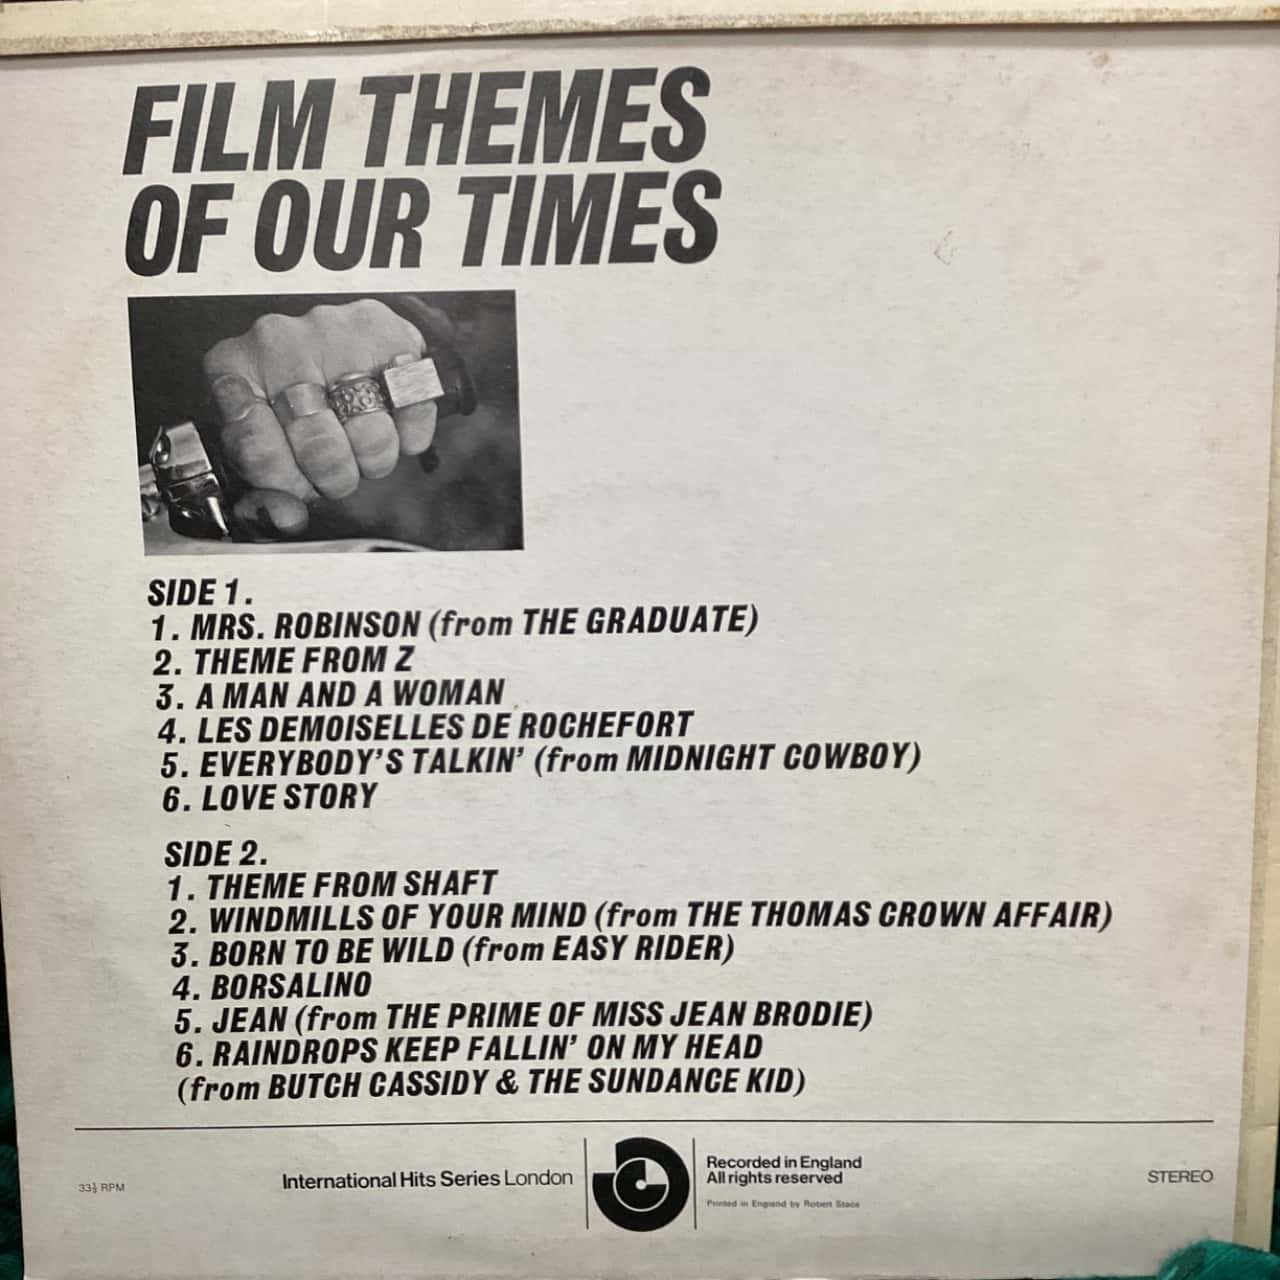 FILM THEMES
OF OUR TIMES
SIDE 1.
1. MRS. ROBINSON (from THE GRADUATE)
2. THEME FROM Z
3. A MAN AND A WOMAN
4. LES DEMOISELLES DE ROCHEFORT
5. EVERYBODY'S TALKIN' (from MIDNIGHT COWBOY)
6. LOVE STORY
SIDE 2.
1. THEME FROM SHAFT
2. WINDMILLS OF YOUR MIND (from THE THOMAS CROWN AFFAIR)
3. BORN TO BE WILD (from EASY RIDER)
4. BORSALINO
5. JEAN (from THE PRIME OF MISS JEAN BRODIE)
6. RAINDROPS KEEP FALLIN' ON MY HEAD
(from BUTCH CASSIDY & THE SUNDANCE KID)
33⅓ RPM
International Hits Series London
Recorded in England
All rights reserved
Printed in England by Robert Stace
STEREO